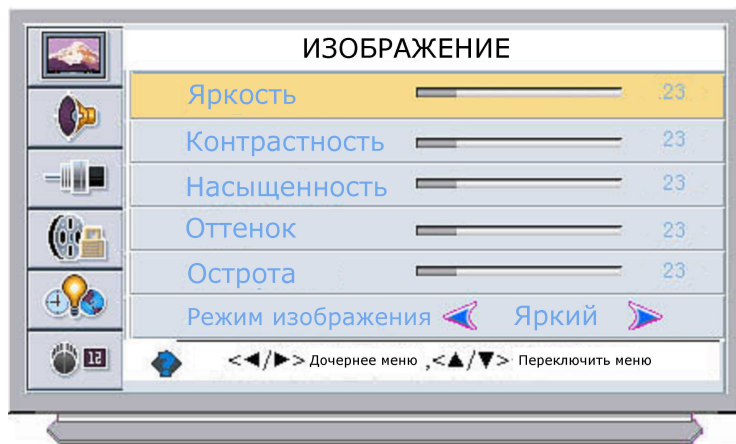 ИЗОБРАЖЕНИЕ
Яркость 23
Контрастность 23
Насыщенность 23
Оттенок 23
Острота 23
Режим изображения Яркий
<◀/▶> Дочернее меню ,<▲/▼> Переключить меню
12
?